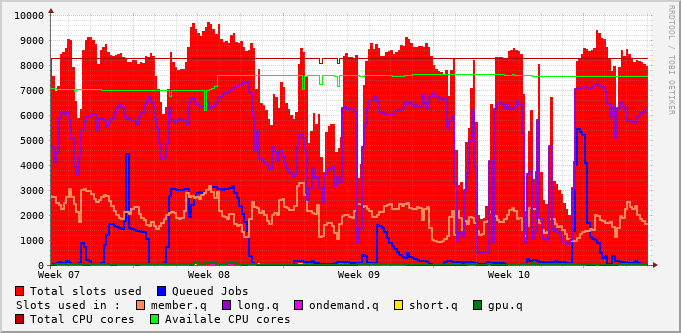 10000
9000
8000
7000
6000
5000
4000
3000
2000
1000
0
Week 07 Week 08 Week 09 Week 10
RRDTOOL / TOBI OETIKER
Total slots used Queued Jobs
Slots used in : member.q long.q ondemand.q short.q gpu.q
Total CPU cores Availale CPU cores